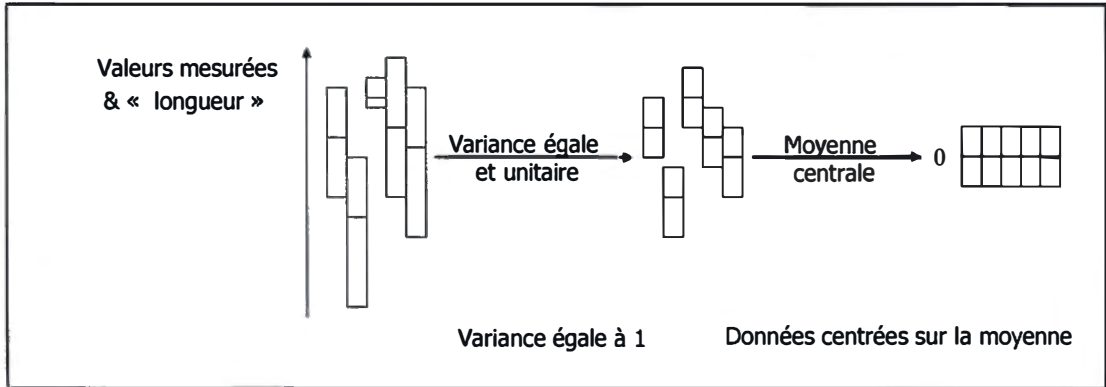 Valeurs mesurées
& « longueur »
Variance égale
et unitaire
Moyenne
centrale
0
Variance égale à 1
Données centrées sur la moyenne